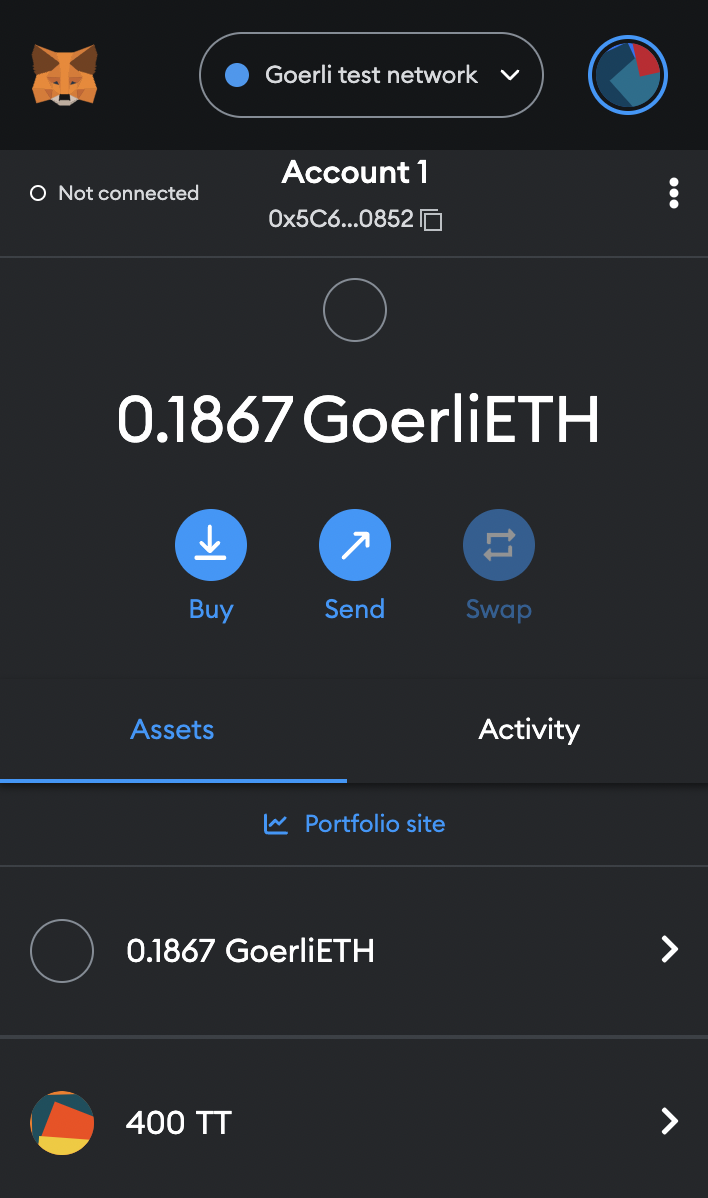 Goerli test network
Not connected
Account 1
0x5C6...0852
0.1867 GoerliETH
Buy
Send
Swap
Assets
Activity
Portfolio site
0.1867 GoerliETH
400 TT